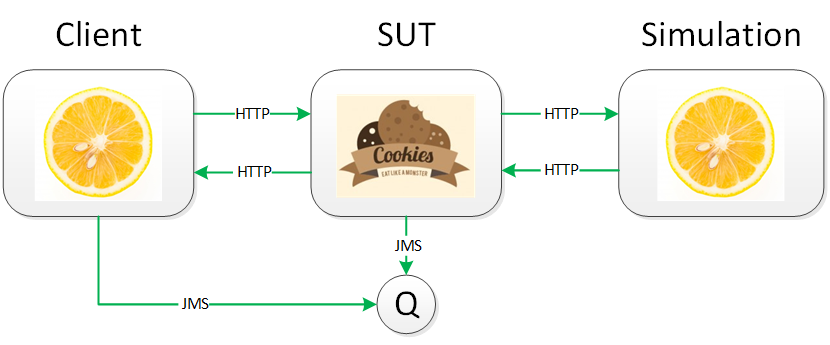 Client
SUT
Simulation
HTTP
HTTP
HTTP
HTTP
Cookies
EAT LIKE A MONSTER
JMS
JMS
Q